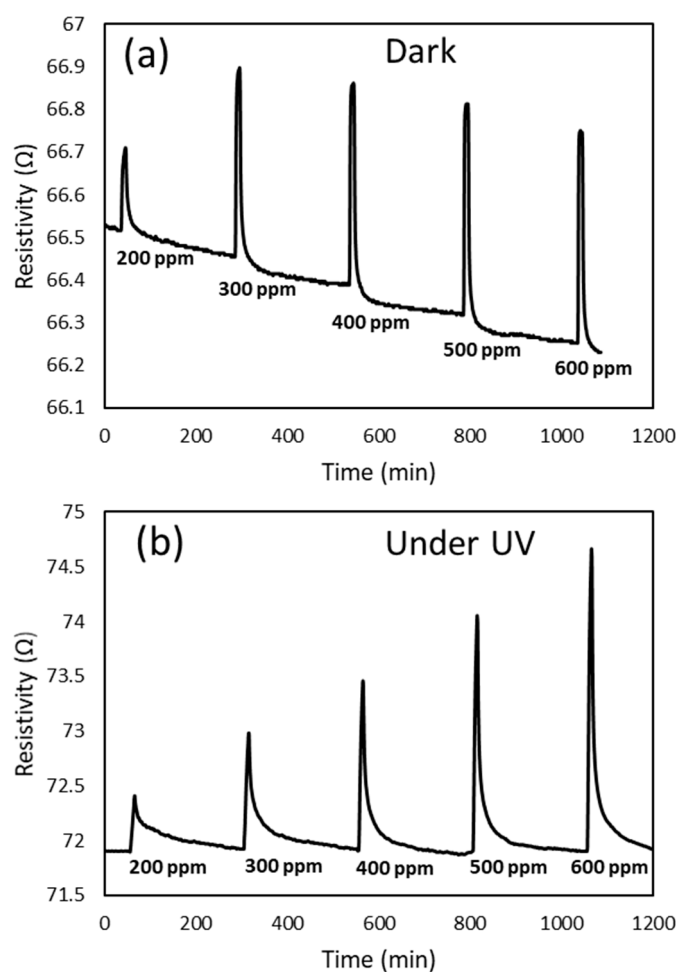 (a)
Dark
Resistivity (Ω)
67
66.9
66.8
66.7
66.6
66.5
66.4
66.3
66.2
66.1
200 ppm
300 ppm
400 ppm
500 ppm
600 ppm
0 200 400 600 800 1000 1200
Time (min)
(b)
Under UV
Resistivity (Ω)
75
74.5
74
73.5
73
72.5
72
71.5
200 ppm 300 ppm 400 ppm 500 ppm 600 ppm
0 200 400 600 800 1000 1200
Time (min)